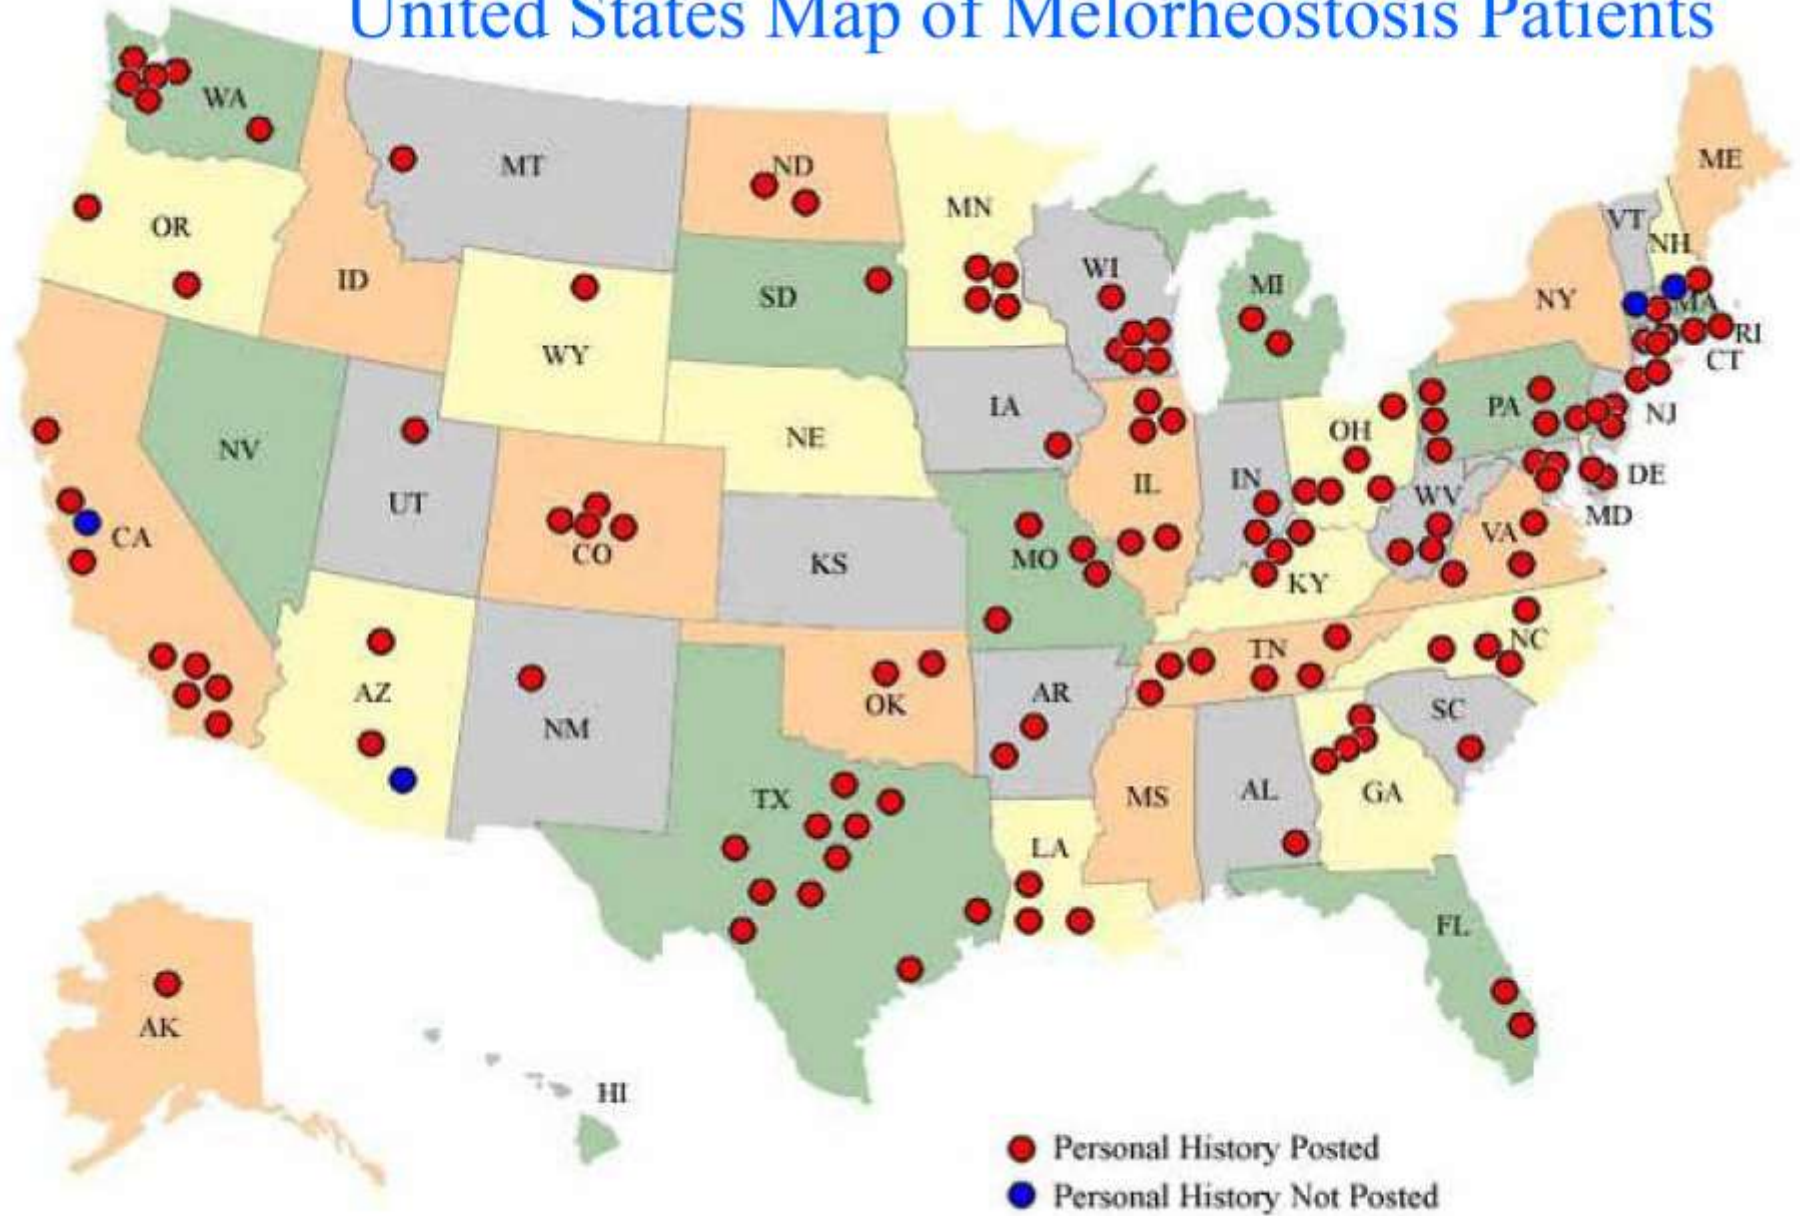 United States Map of Melorheostosis Patients
WA
MT
ND
ME
MN
VT
OR
NH
WI
ID
SD
MI
NY
MA
RI
WY
CT
IA
PA
NJ
NE
OH
NV
IL
IN
DE
UT
WV
MD
CA
CO
MO
KS
VA
KY
NC
TN
AZ
AR
OK
SC
NM
TX
MS
AL
GA
LA
FL
AK
HI
Personal History Posted
Personal History Not Posted